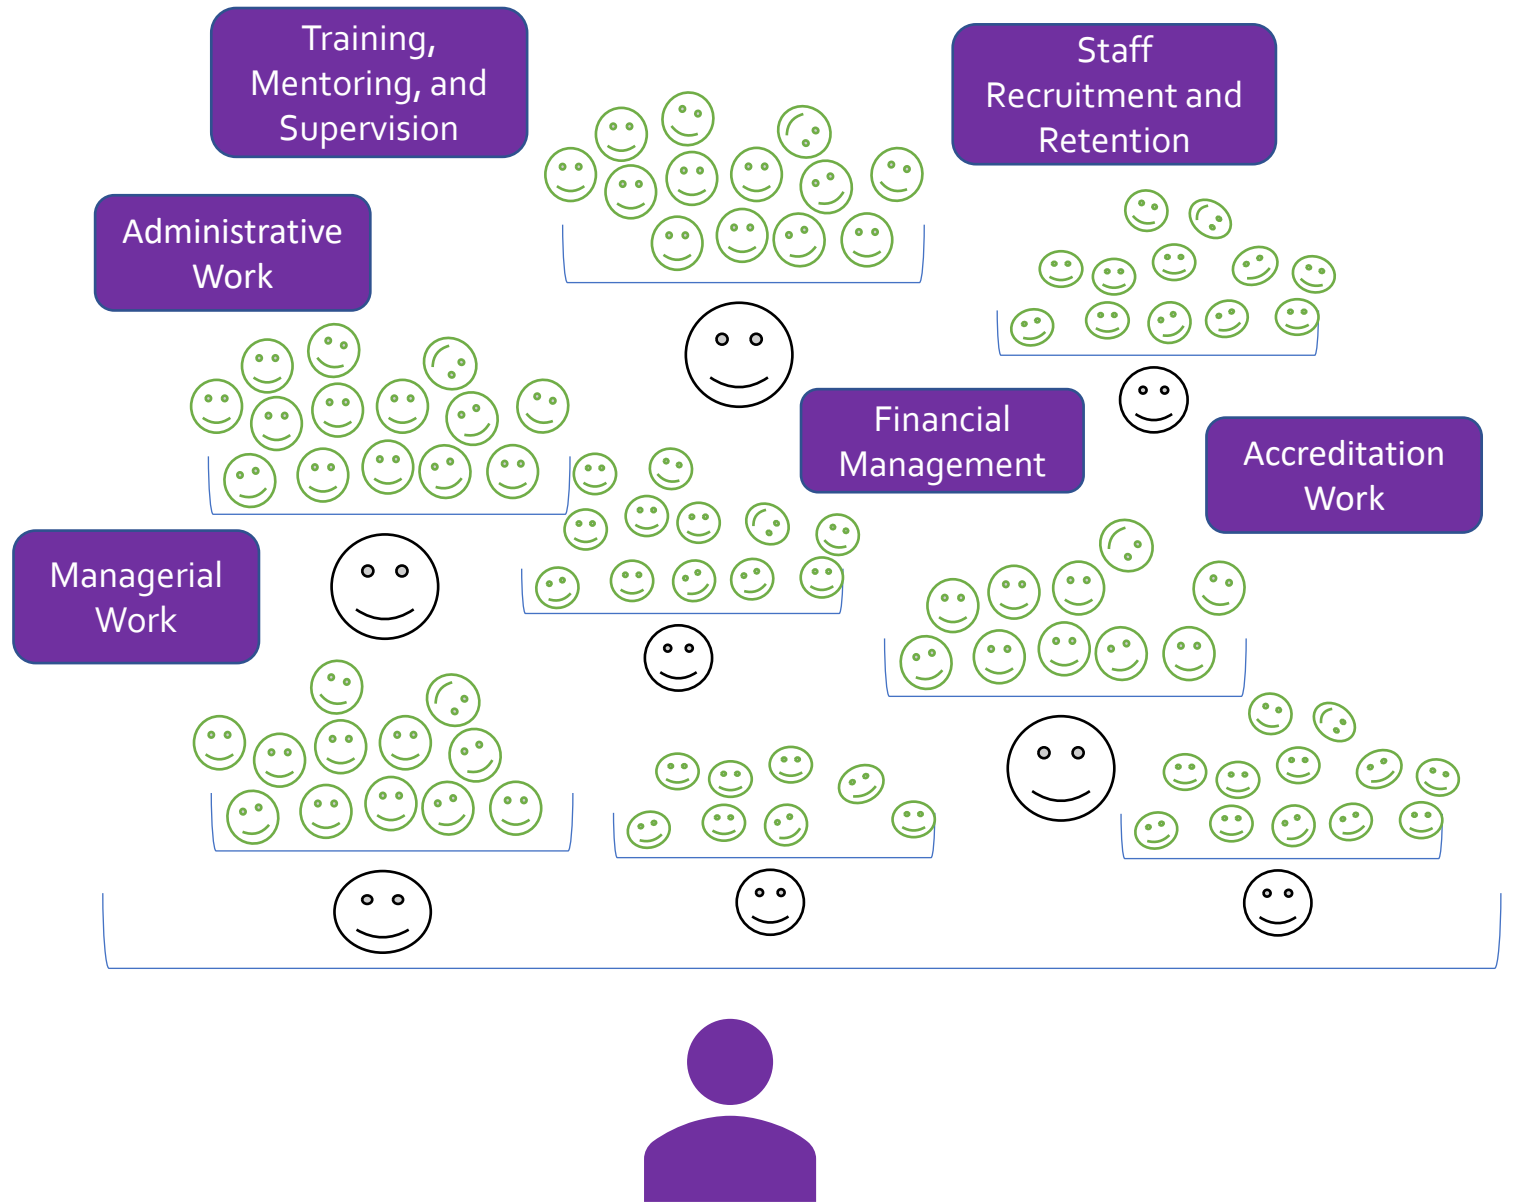 Training,
Mentoring, and
Supervision
Staff
Recruitment and
Retention
Administrative
Work
Financial
Management
Accreditation
Work
Managerial
Work